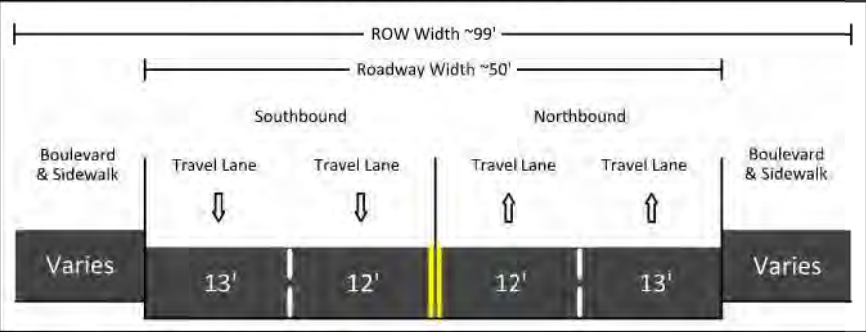 ROW Width ~99'
Roadway Width ~50'
Southbound
Northbound
Boulevard
& Sidewalk
Travel Lane
Travel Lane
Travel Lane
Travel Lane
Boulevard
& Sidewalk
Varies
13'
12'
12'
13'
Varies